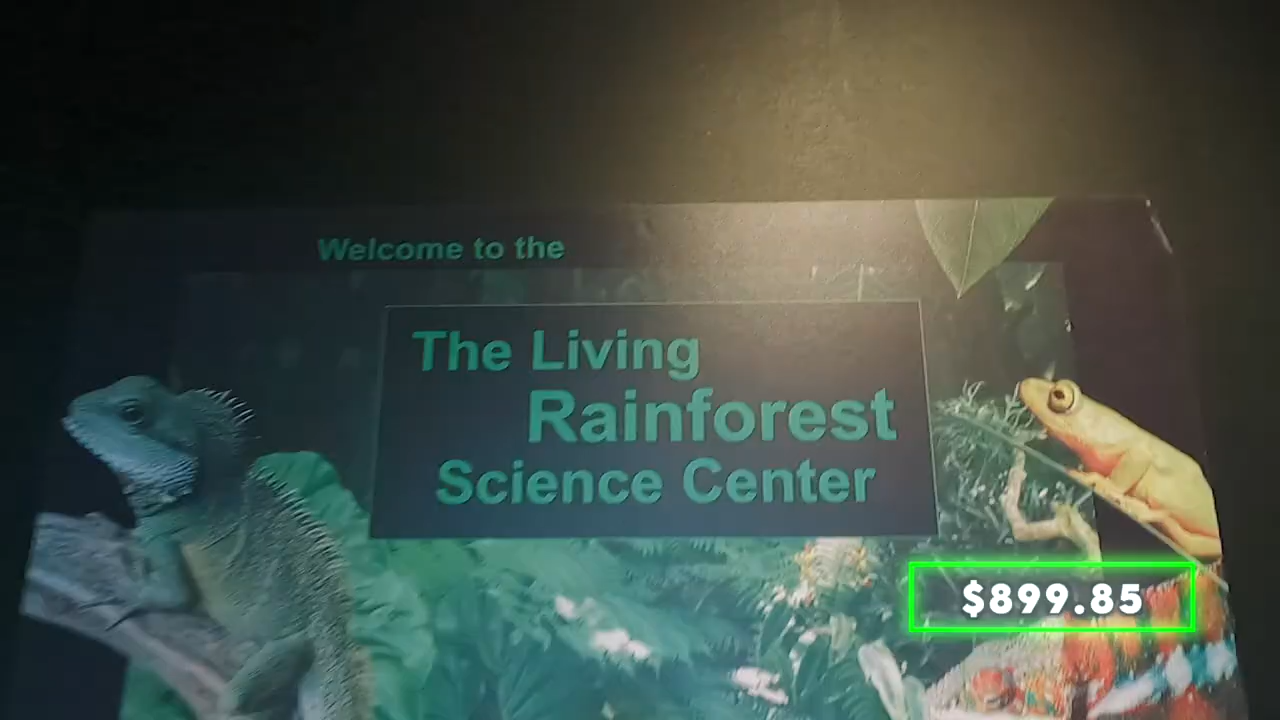 Welcome to the
The Living
Rainforest
Science Center
$899.85